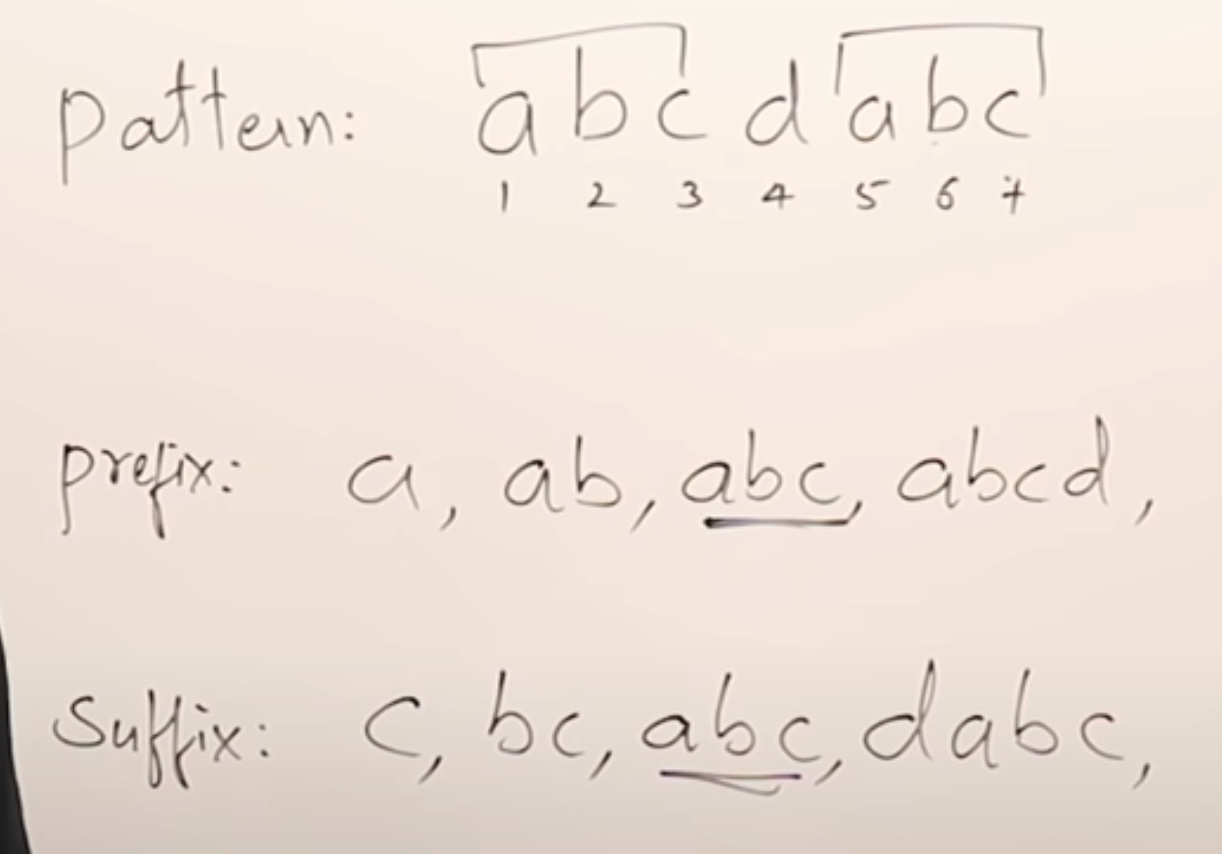 pattern: a b c d a b c
1 2 3 4 5 6 7
prefix: a, ab, abc, abcd,
Suffix: c, bc, abc, dabc,